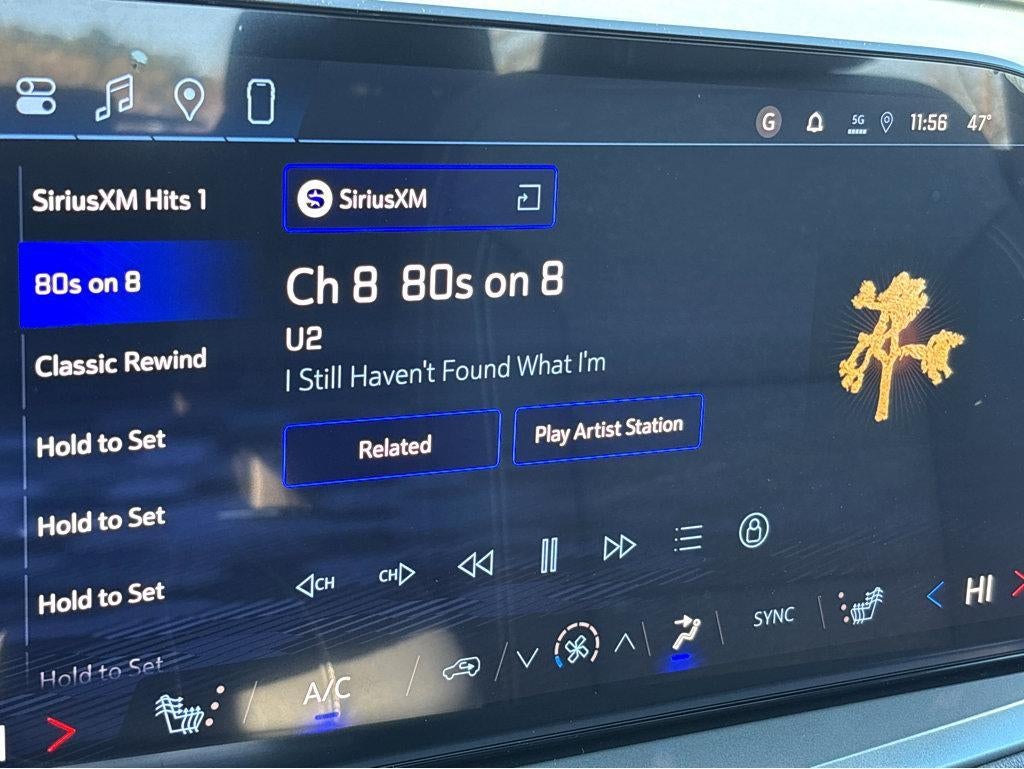 G 5G 11:56 47°
SiriusXM Hits 1
SiriusXM
80s on 8
Ch 8 80s on 8
U2
I Still Haven't Found What I'm
Classic Rewind
Related
Play Artist Station
Hold to Set
Hold to Set
Hold to Set
Hold to Set
CH
CH
A/C
SYNC
HI